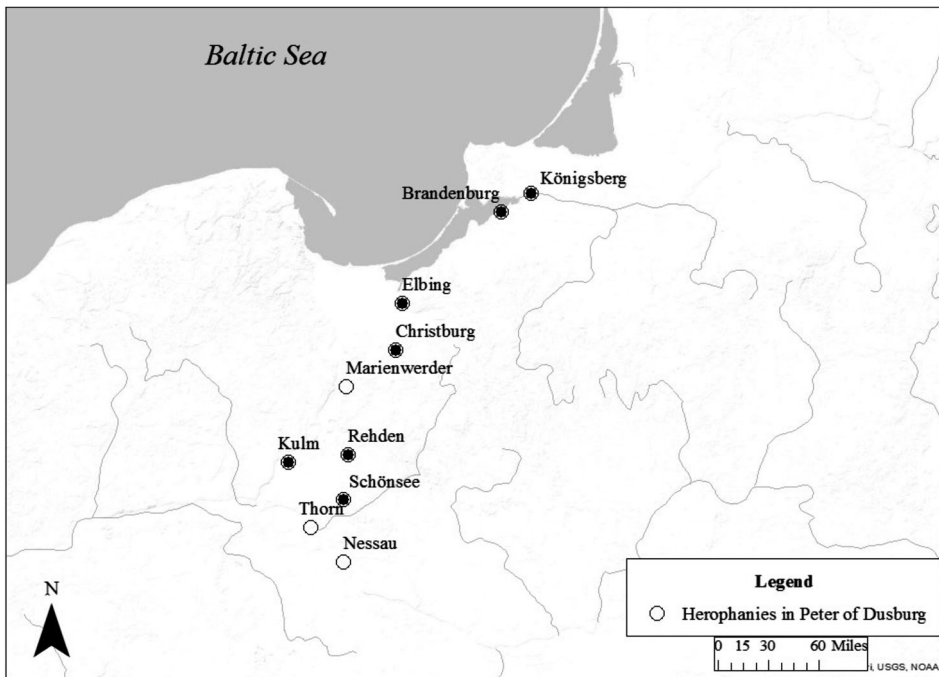 Baltic Sea
Königsberg
Brandenburg
Elbing
Christburg
Marienwerder
Kulm
Rehden
Schönsee
Thorn
Nessau
N
Legend
Herophanies in Peter of Dusburg
0 15 30 60 Miles
USGS, NOAA